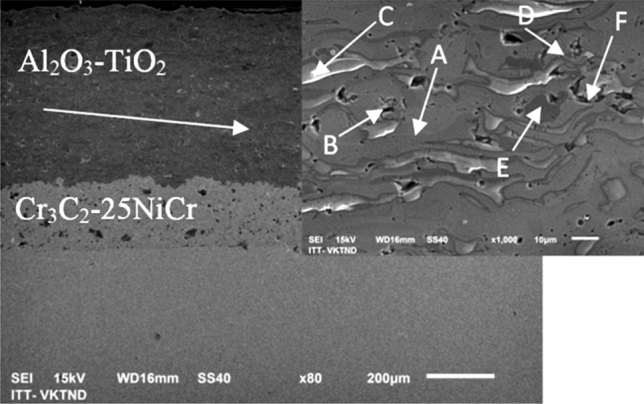 Al₂O₃-TiO₂
Cr₃C₂-25NiCr
C
D
F
A
B
E
SEI 15kV WD16mm SS40 x1,000 10µm
ITT- VKTND
SEI 15kV WD16mm SS40 x80 200µm
ITT- VKTND